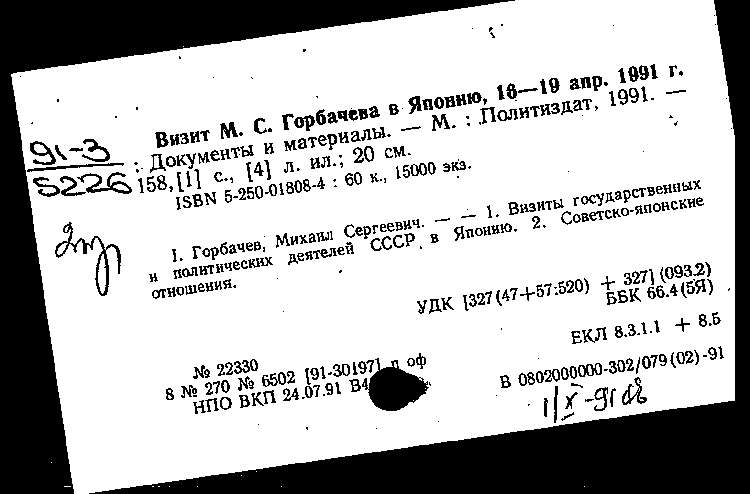 Визит М. С. Горбачева в Японию, 16—19 апр. 1991 г.
91-3 : Документы и материалы. — М. : Политиздат, 1991. —
5226 158,[1] с., [4] л. ил.; 20 см.
ISBN 5-250-01808-4 : 60 к., 15000 экз.
I. Горбачев, Михаил Сергеевич. — — 1. Визиты государственных
и политических деятелей СССР в Японию. 2. Советско-японские
отношения.
УДК [327(47+57:520) + 327](093.2)
ББК 66.4(5Я)
ЕКЛ 8.3.1.1 + 8.5
№ 22330
8 № 270 № 6502 [91-30197] п оф
НПО ВКП 24.07.91 В4
В 0802000000-302/079(02)-91